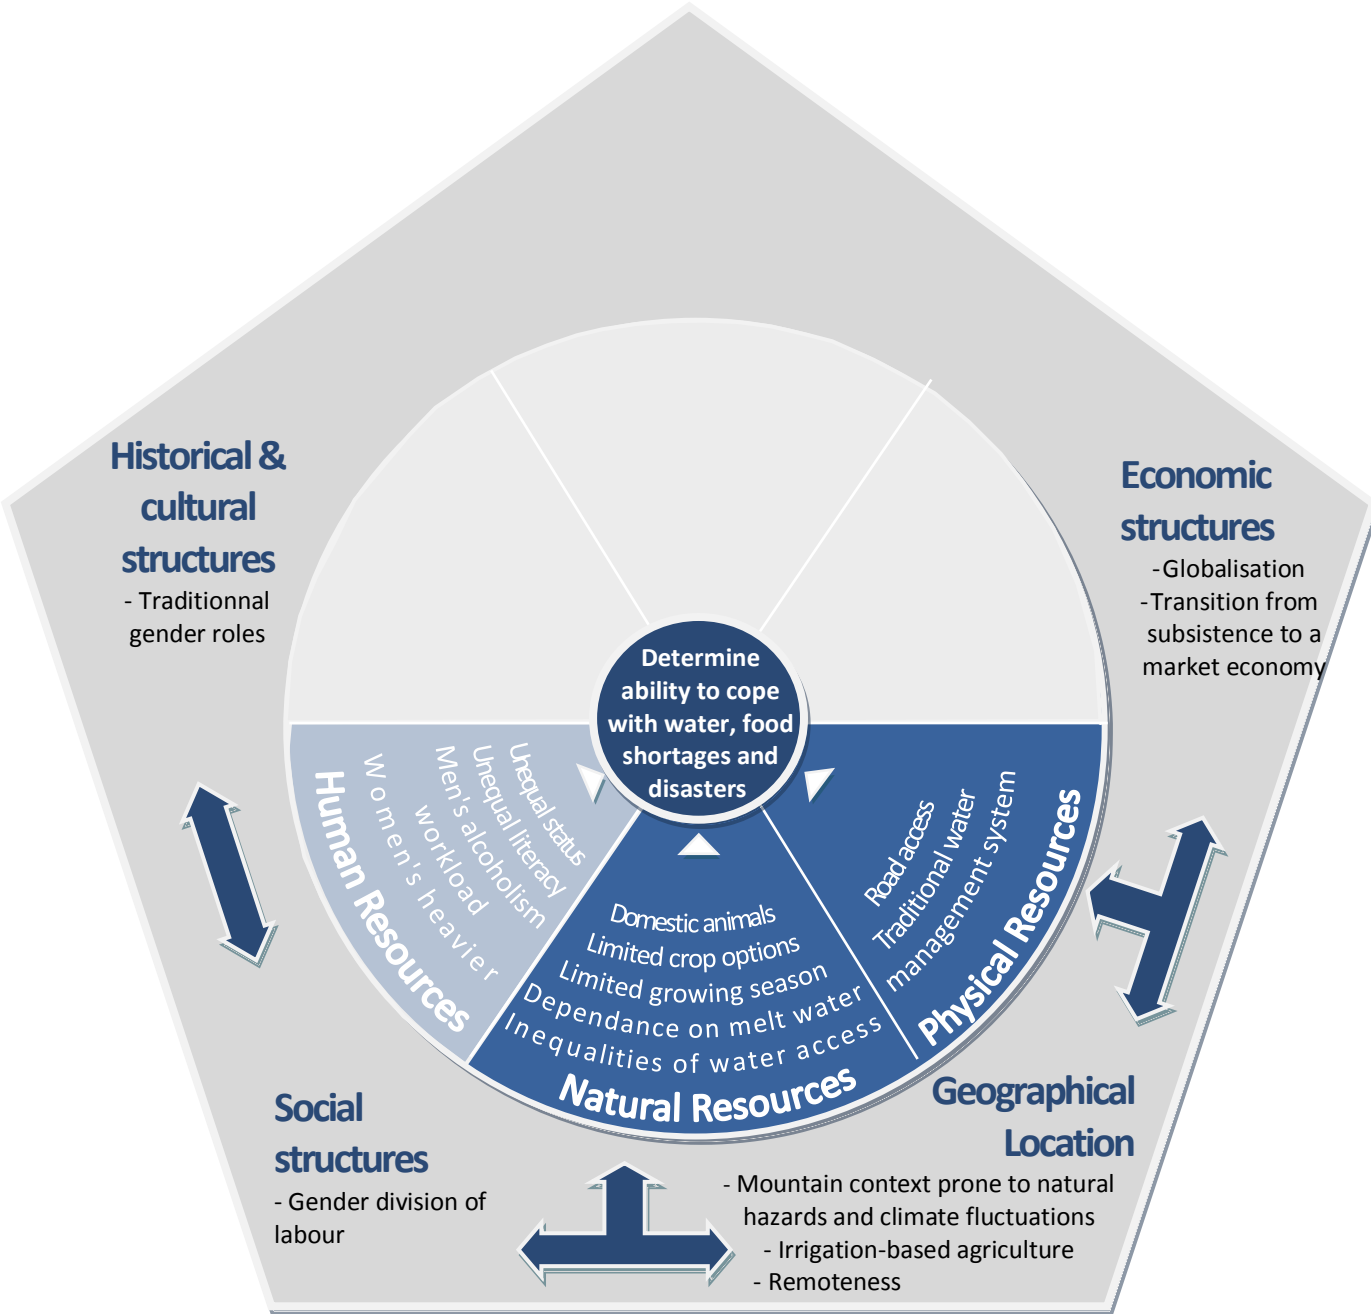 Historical &
cultural
structures
- Traditionnal
gender roles
Economic
structures
- Globalisation
- Transition from
subsistence to a
market economy
Determine
ability to cope
with water, food
shortages and
disasters
Unequal status
Unequal literacy
Men's alcoholism
workload
Women's heavier
Human Resources
Domestic animals
Limited crop options
Limited growing season
Dependance on melt water
Inequalities of water access
Natural Resources
Road access
Traditional water
management system
Physical Resources
Social
structures
- Gender division of
labour
Geographical
Location
- Mountain context prone to natural
hazards and climate fluctuations
- Irrigation-based agriculture
- Remoteness